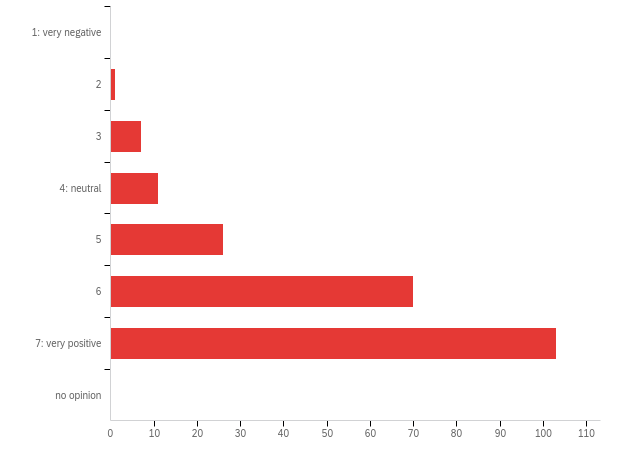 1: very negative
2
3
4: neutral
5
6
7: very positive
no opinion
0 10 20 30 40 50 60 70 80 90 100 110